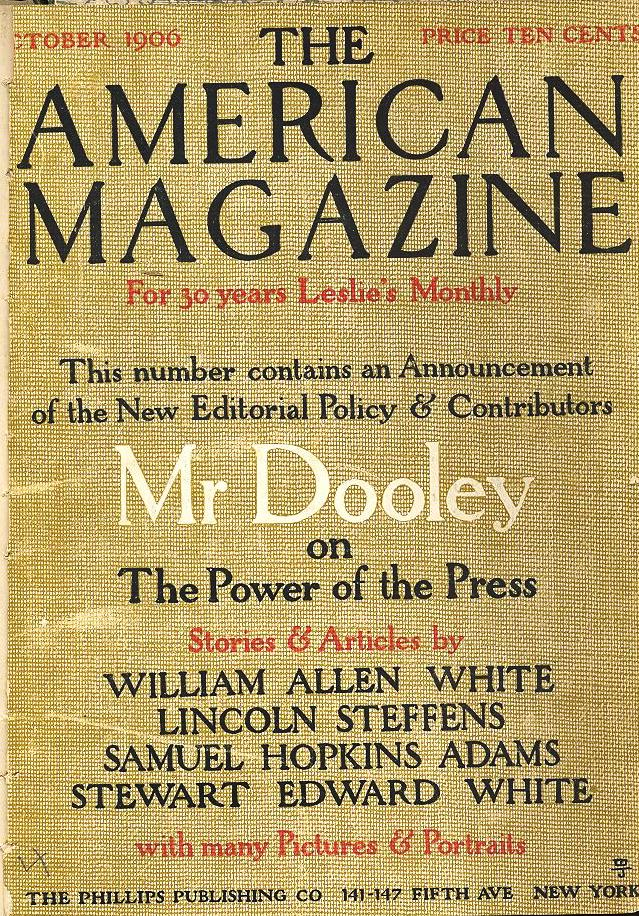 CTOBER 1906 THE PRICE TEN CENTS
AMERICAN
MAGAZINE
For 30 years Leslie's Monthly
This number contains an Announcement
of the New Editorial Policy & Contributors
Mr Dooley
on
The Power of the Press
Stories & Articles by
WILLIAM ALLEN WHITE
LINCOLN STEFFENS
SAMUEL HOPKINS ADAMS
STEWART EDWARD WHITE
with many Pictures & Portraits
THE PHILLIPS PUBLISHING CO 141-147 FIFTH AVE NEW YORK